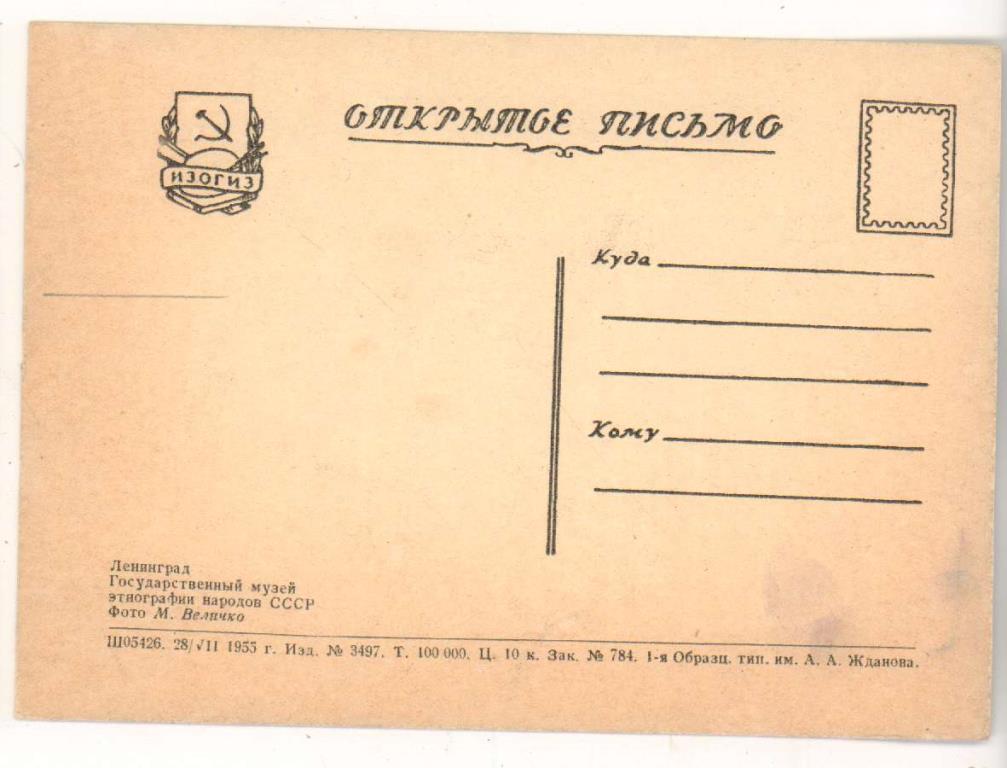 ОТКРЫТОЕ ПИСЬМО
ИЗОГИЗ
Куда
Кому
Ленинград
Государственный музей
этнографии народов СССР
Фото М. Величко
Ш05426. 28/VII 1955 г. Изд. № 3497. Т. 100 000. Ц. 10 к. Зак. № 784. 1-я Образц. тип. им. А. А. Жданова.